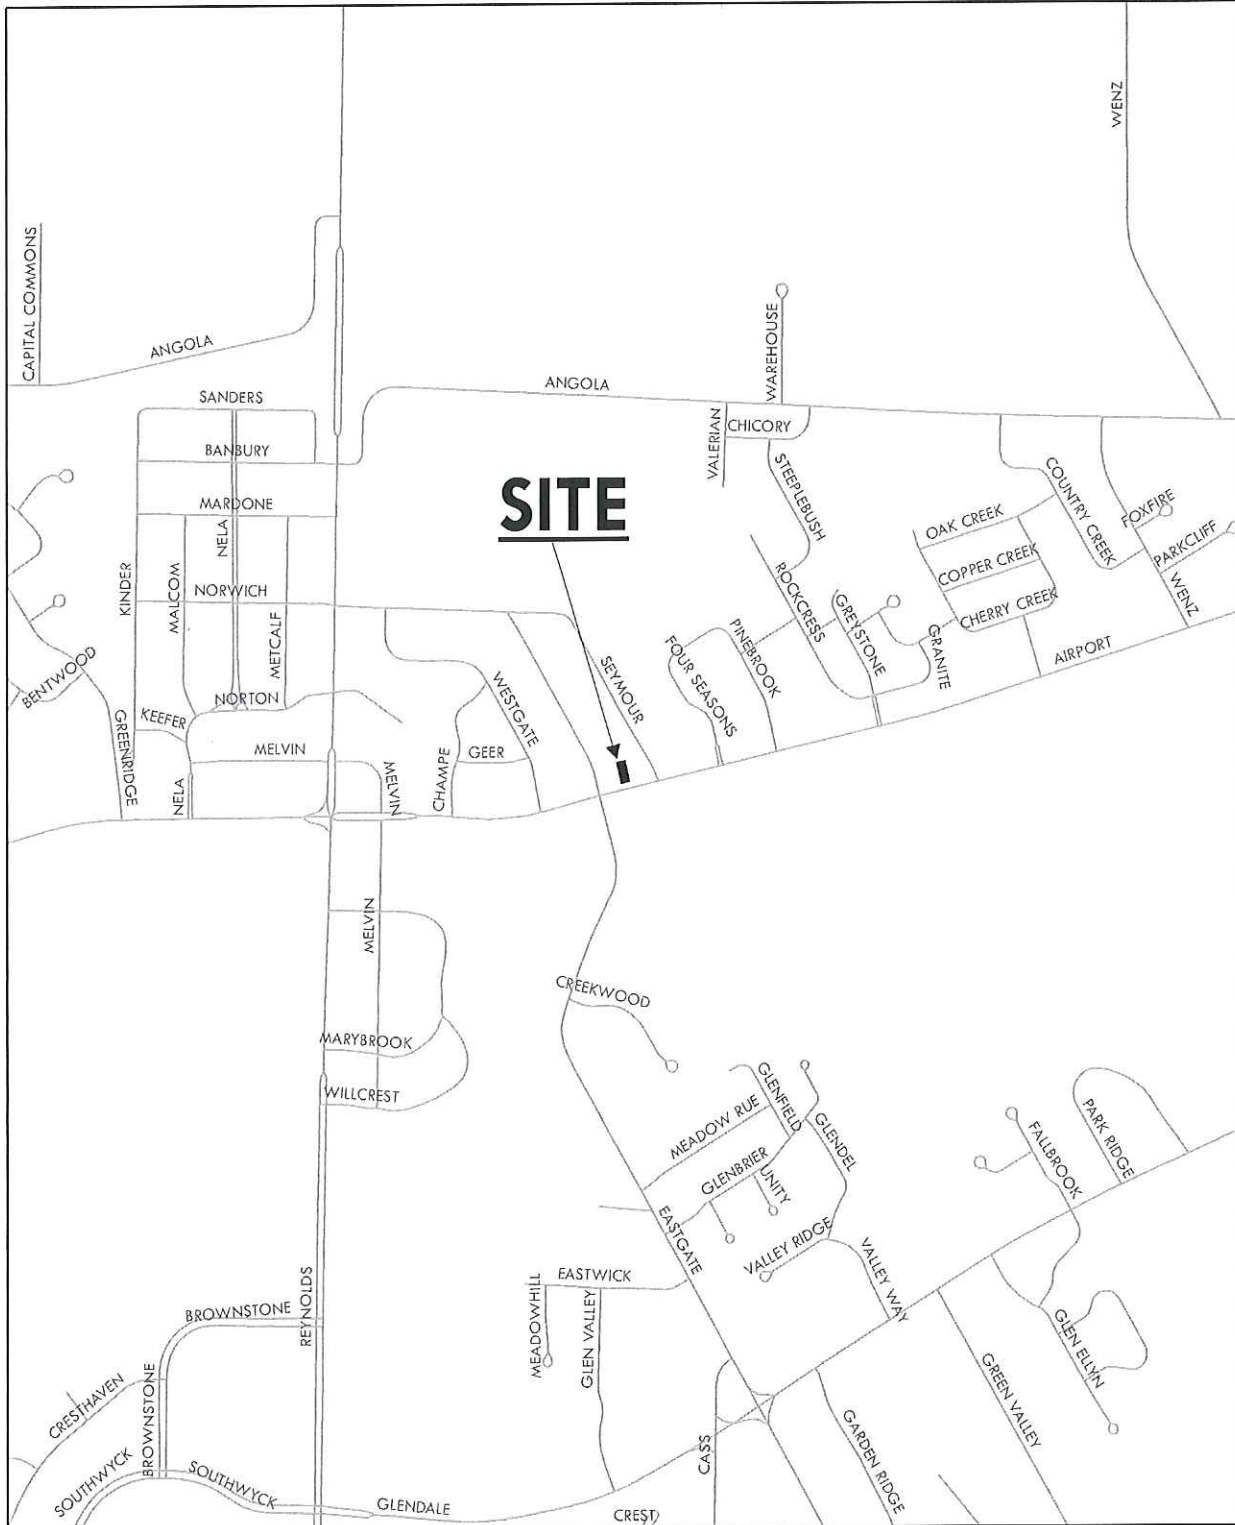 WENZ
CAPITAL COMMONS
ANGOLA
WAREHOUSE
ANGOLA
SANDERS
VALERIAN
CHICORY
BANBURY
STEEPLEBUSH
COUNTRY CREEK
SITE
MARDONE
NELA
OAK CREEK
FOXFIRE
PARKCLIFF
COPPER CREEK
WENZ
KINDER
MALCOM
NORWICH
METCALF
ROCKCRESS
GREYSTONE
CHERRY CREEK
PINEBROOK
GRANITE
AIRPORT
FOUR SEASONS
SEYMOUR
BENTWOOD
WESTGATE
NORTON
KEEFER
GREENRIDGE
MELVIN
GEER
NELA
MELVIN
CHAMPE
MELVIN
CREEKWOOD
MARYBROOK
WILLCREST
GLENFIELD
MEADOW RUE
GLENDEL
PARK RIDGE
FALLBROOK
GLENBRIER
UNITY
EASTGATE
VALLEY RIDGE
VALLEY WAY
EASTWICK
MEADOWHILL
GLEN VALLEY
REYNOLDS
BROWNSTONE
GLEN ELLYN
GREEN VALLEY
CRESTHAVEN
BROWNSTONE
GARDEN RIDGE
CASS
SOUTHWYCK
SOUTHWYCK
GLENDALE
CREST